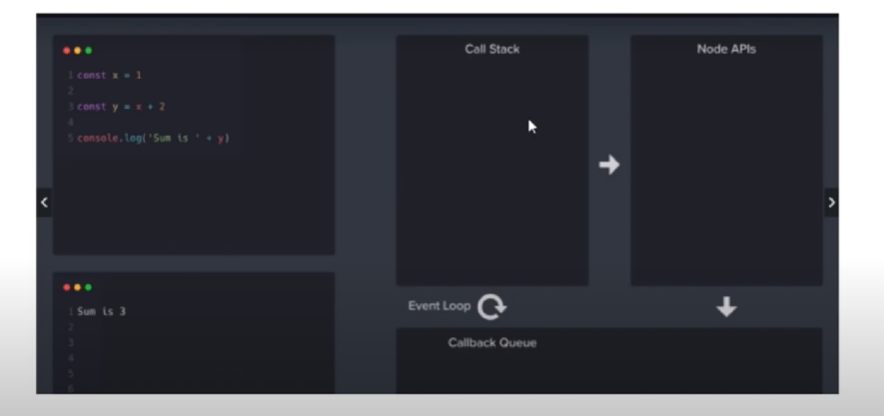 1 const x = 1
2
3 const y = x + 2
4
5 console.log('Sum is ' + y)
Call Stack
Node APIs
1 Sum is 3
2
3
4
5
6
Event Loop
Callback Queue